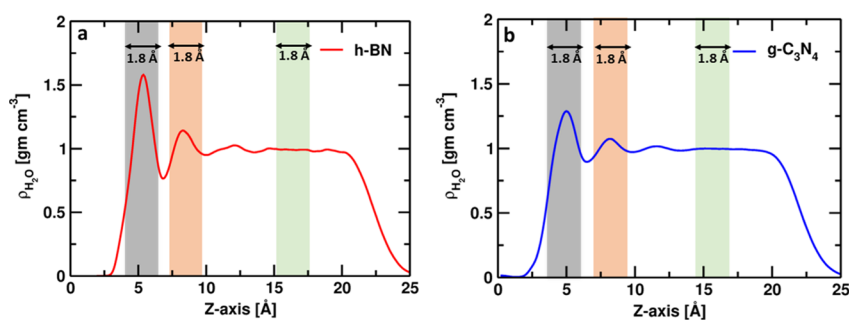 a
1.8 Å
1.8 Å
1.8 Å
h-BN
ρH2O [gm cm-3]
2
1.5
1
0.5
0
0 5 10 15 20 25
Z-axis [Å]
b
1.8 Å
1.8 Å
1.8 Å
g-C3N4
ρH2O [gm cm-3]
2
1.5
1
0.5
0
0 5 10 15 20 25
Z-axis [Å]